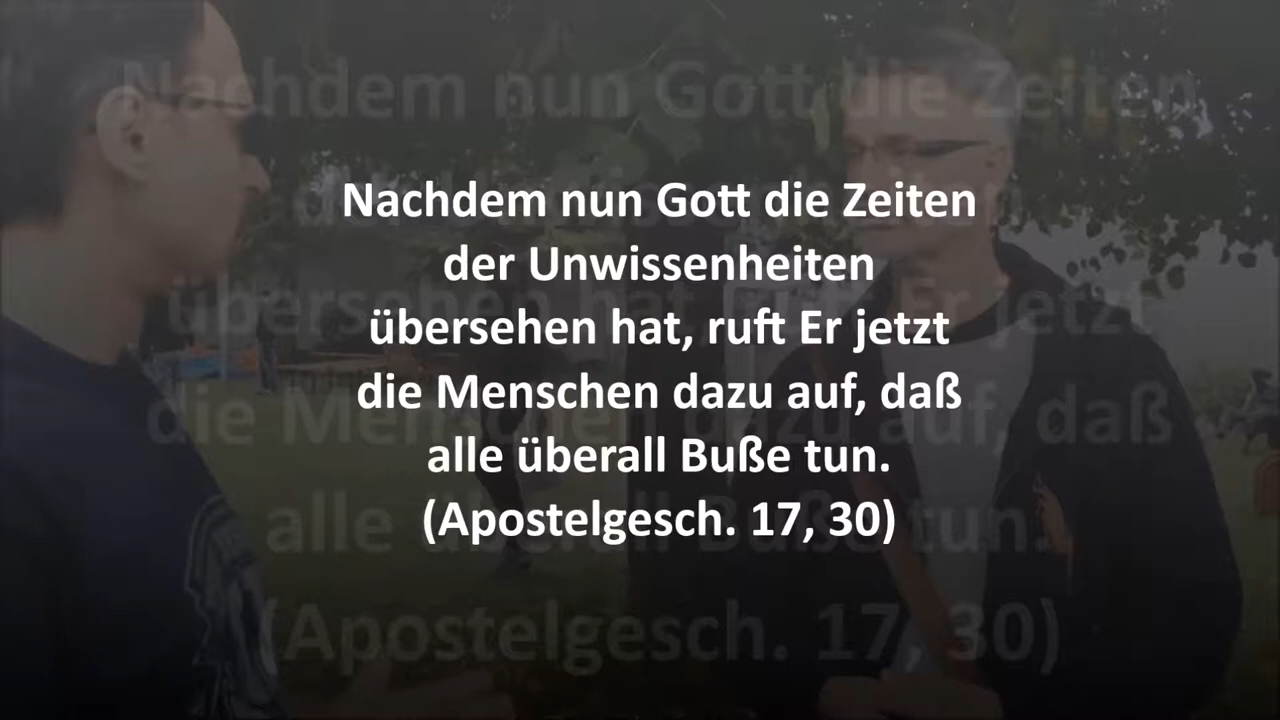 Nachdem nun Gott die Zeiten
der Unwissenheiten
übersehen hat, ruft Er jetzt
die Menschen dazu auf, daß
alle überall Buße tun.
(Apostelgesch. 17, 30)